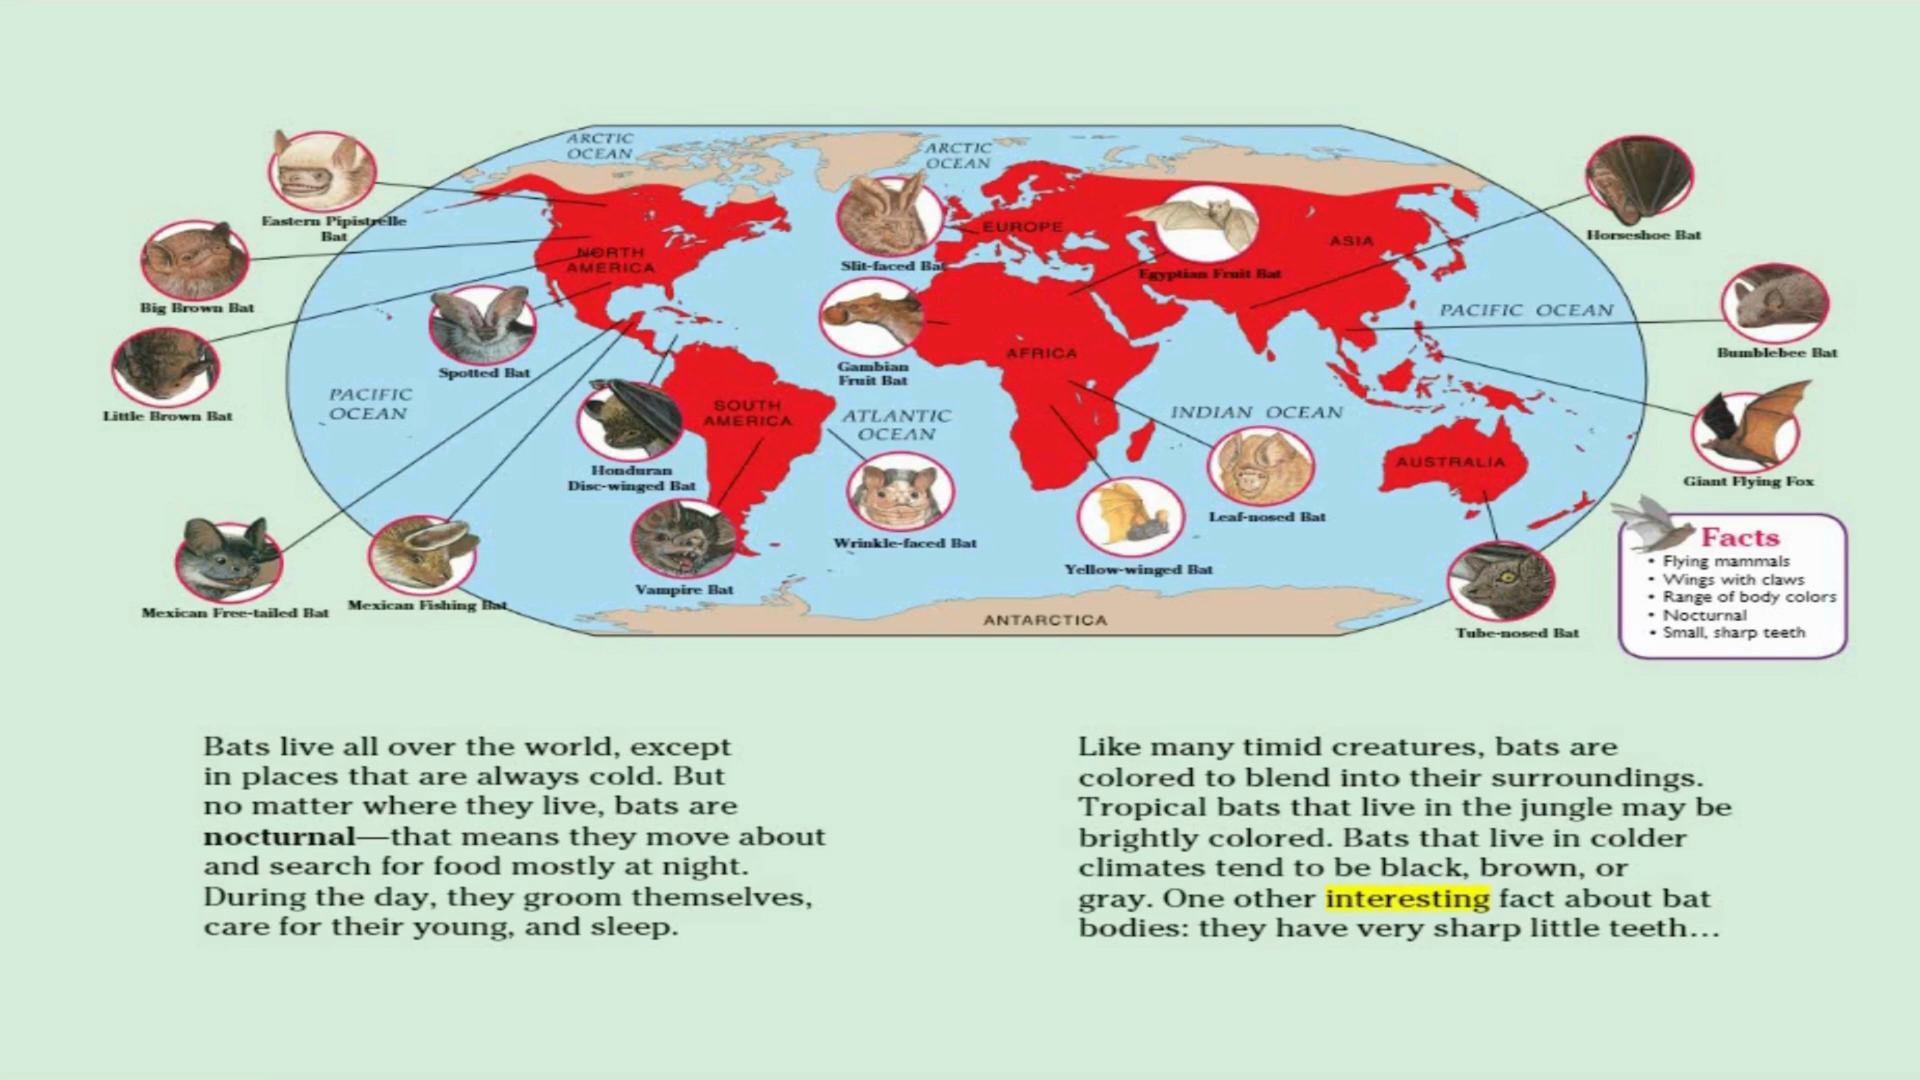 ARCTIC
OCEAN
ARCTIC
OCEAN
Eastern Pipistrelle
Bat
Big Brown Bat
Little Brown Bat
NORTH
AMERICA
Spotted Bat
Slit-faced Bat
EUROPE
ASIA
Egyptian Fruit Bat
Horseshoe Bat
PACIFIC OCEAN
Bumblebee Bat
Gambian
Fruit Bat
AFRICA
PACIFIC
OCEAN
SOUTH
AMERICA
ATLANTIC
OCEAN
INDIAN OCEAN
AUSTRALIA
Giant Flying Fox
Honduran
Disc-winged Bat
Leaf-nosed Bat
Wrinkle-faced Bat
Yellow-winged Bat
Vampire Bat
Mexican Free-tailed Bat
Mexican Fishing Bat
ANTARCTICA
Tube-nosed Bat
Facts
• Flying mammals
• Wings with claws
• Range of body colors
• Nocturnal
• Small, sharp teeth
Bats live all over the world, except
in places that are always cold. But
no matter where they live, bats are
nocturnal—that means they move about
and search for food mostly at night.
During the day, they groom themselves,
care for their young, and sleep.
Like many timid creatures, bats are
colored to blend into their surroundings.
Tropical bats that live in the jungle may be
brightly colored. Bats that live in colder
climates tend to be black, brown, or
gray. One other interesting fact about bat
bodies: they have very sharp little teeth...